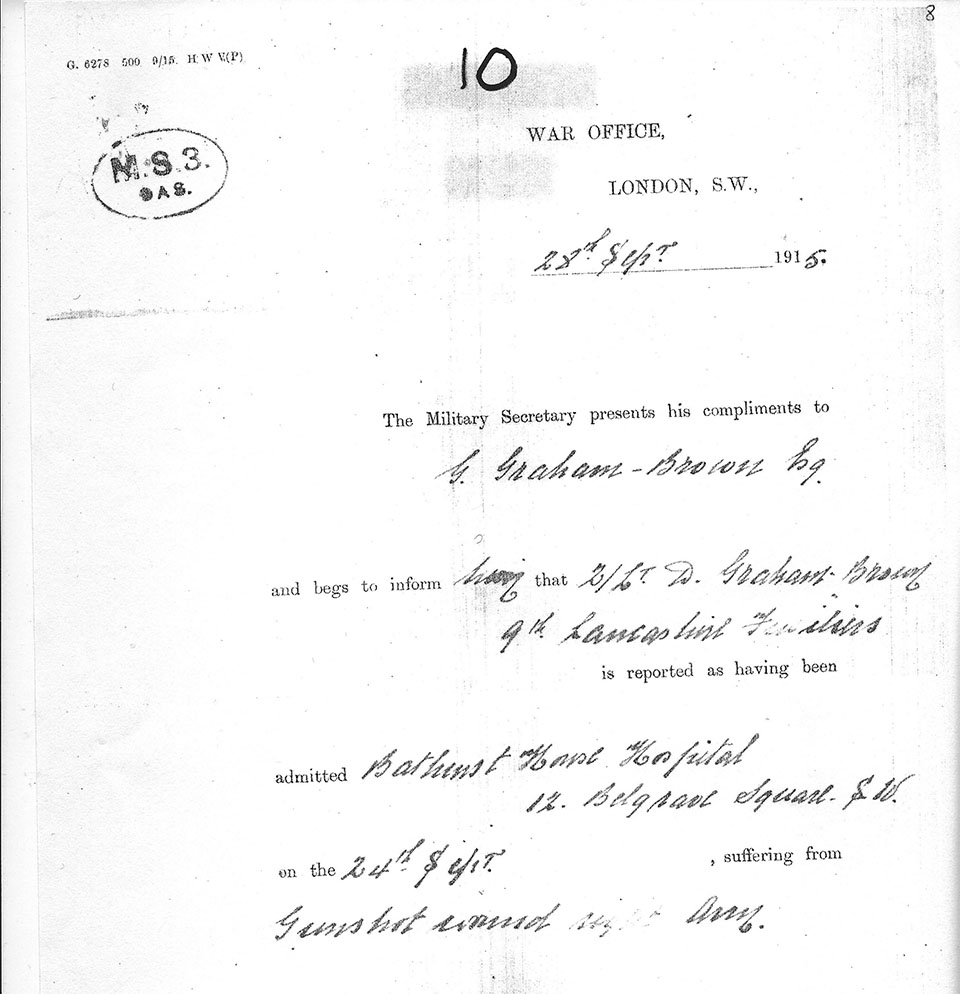 8
G. 6278 500 9/15. H W V.(P)
10
M.S.3.
CAS.
WAR OFFICE,
LONDON, S.W.,
28th Sept. 1915.
The Military Secretary presents his compliments to
G. Graham-Brown Esq.
and begs to inform him that 2/Lt D. Graham-Brown
9th Lancashire Fusiliers
is reported as having been
admitted Bathurst House Hospital
12. Belgrave Square. S.W.
on the 24th Sept. , suffering from
Gunshot wound right Arm.